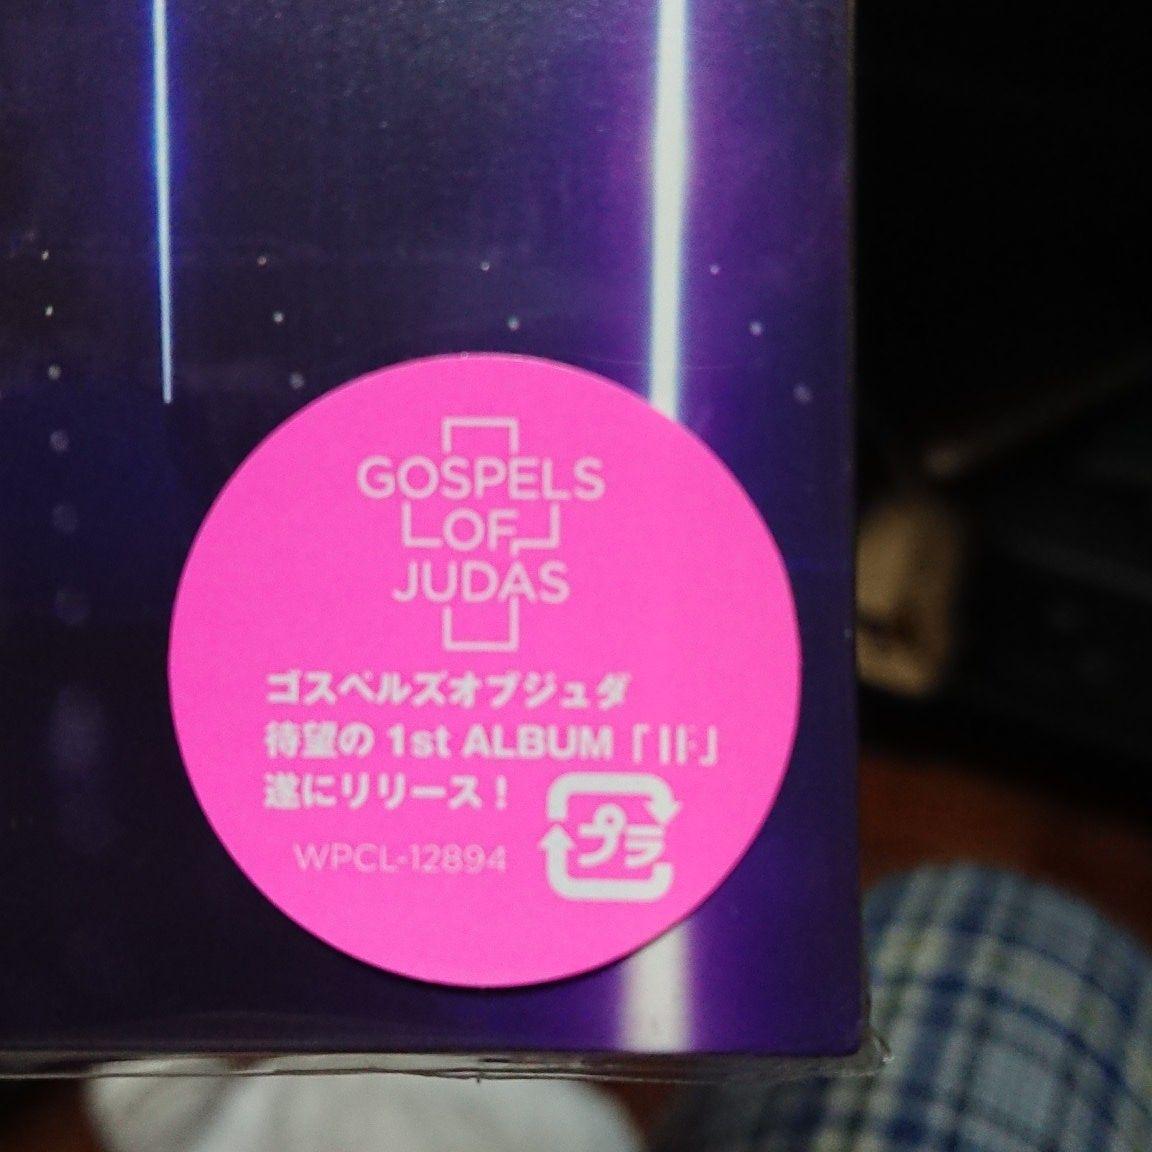 GOSPELS
OF
JUDAS
ゴスペルズオブジュダ
待望の 1st ALBUM「||:」
遂にリリース！
WPCL-12894
プラ